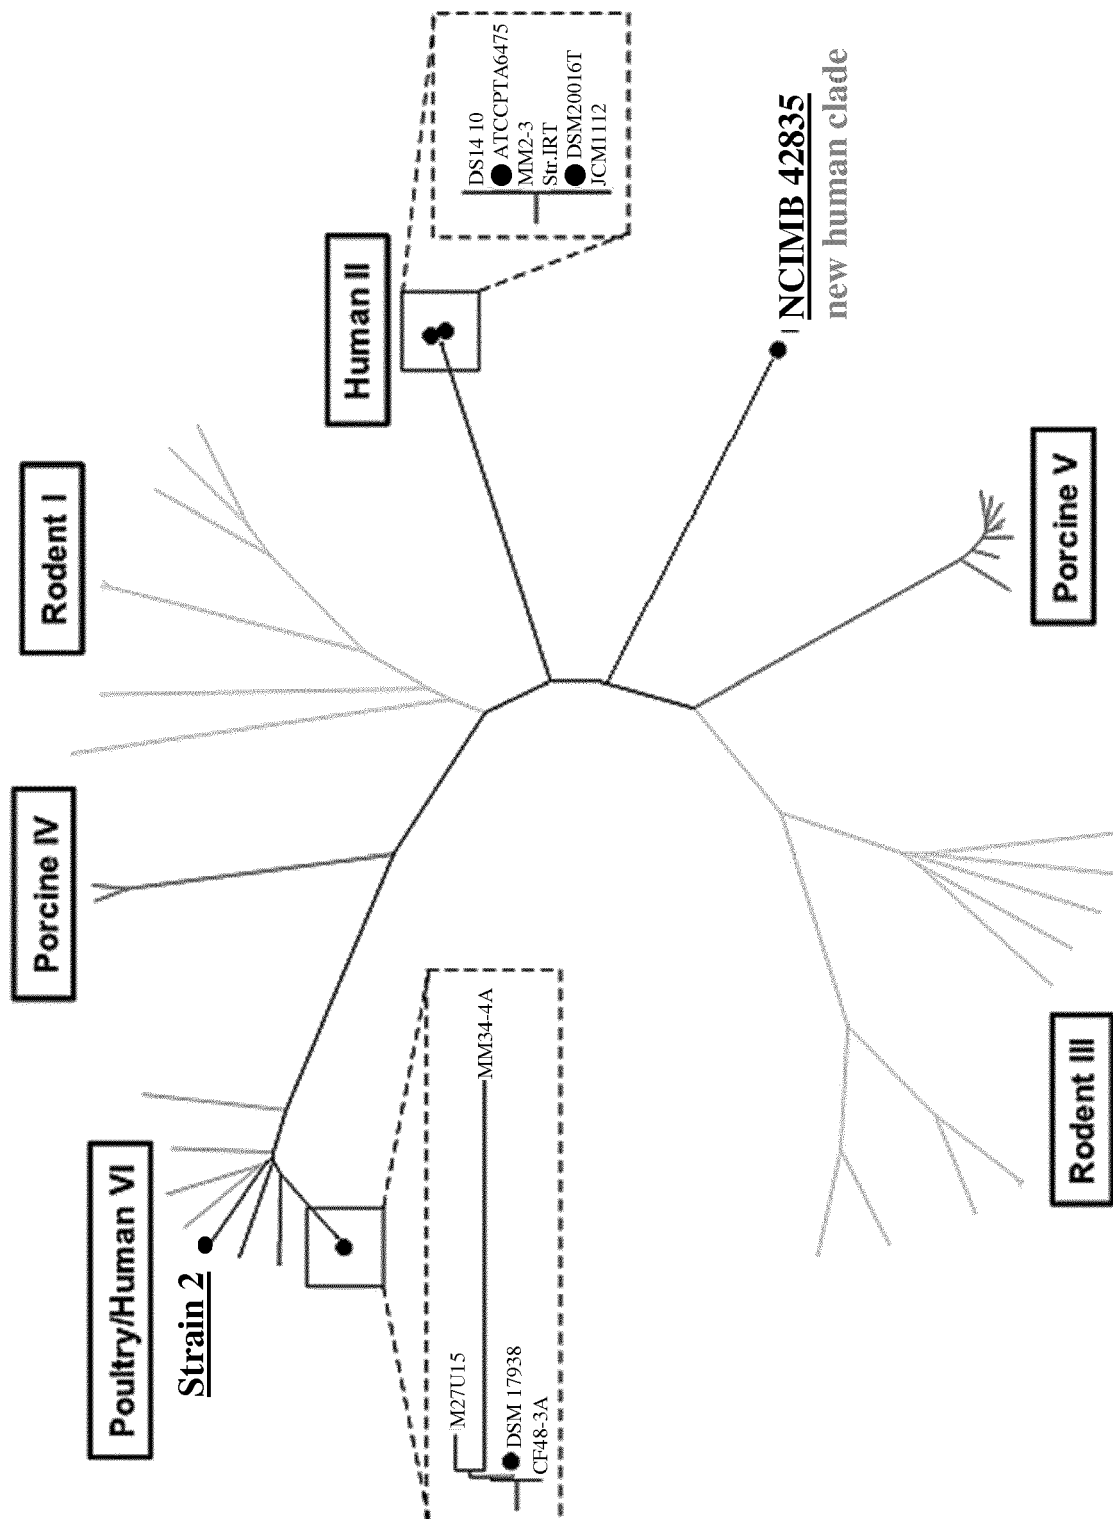 Poultry/Human VI
Porcine IV
Rodent I
Human II
Strain 2
M27U15
MM34-4A
DSM 17938
CF48-3A
DS14 10
ATCCPTA6475
MM2-3
Str.IRT
DSM20016T
JCM1112
NCIMB 42835
new human clade
Rodent III
Porcine V